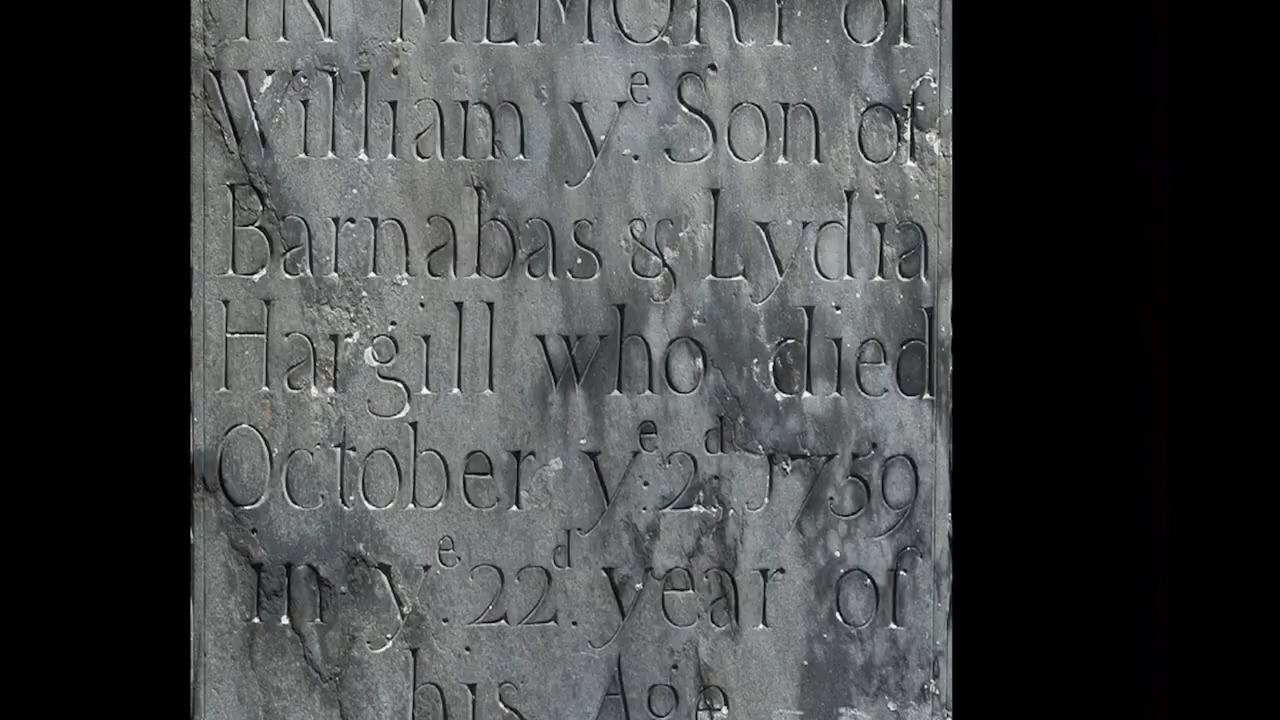 IN MEMORY of
William yᵉ. Son of
Barnabas & Lydia
Hargill who died
October yᵉ. 2ᵈ. 1759
in yᵉ. 22ᵈ. year of
his Age